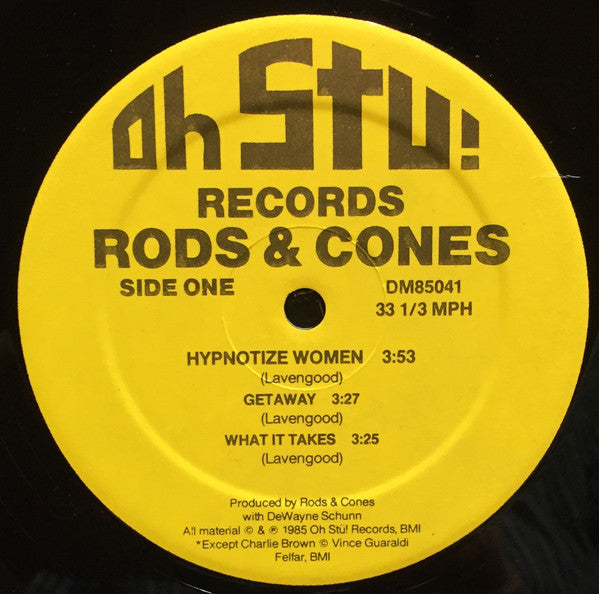 Oh Stu!
RECORDS
RODS & CONES
SIDE ONE DM85041
33 1/3 MPH
HYPNOTIZE WOMEN 3:53
(Lavengood)
GETAWAY 3:27
(Lavengood)
WHAT IT TAKES 3:25
(Lavengood)
Produced by Rods & Cones
with DeWayne Schunn
All material © & ℗ 1985 Oh Stü! Records, BMI
*Except Charlie Brown © Vince Guaraldi
Felfar, BMI